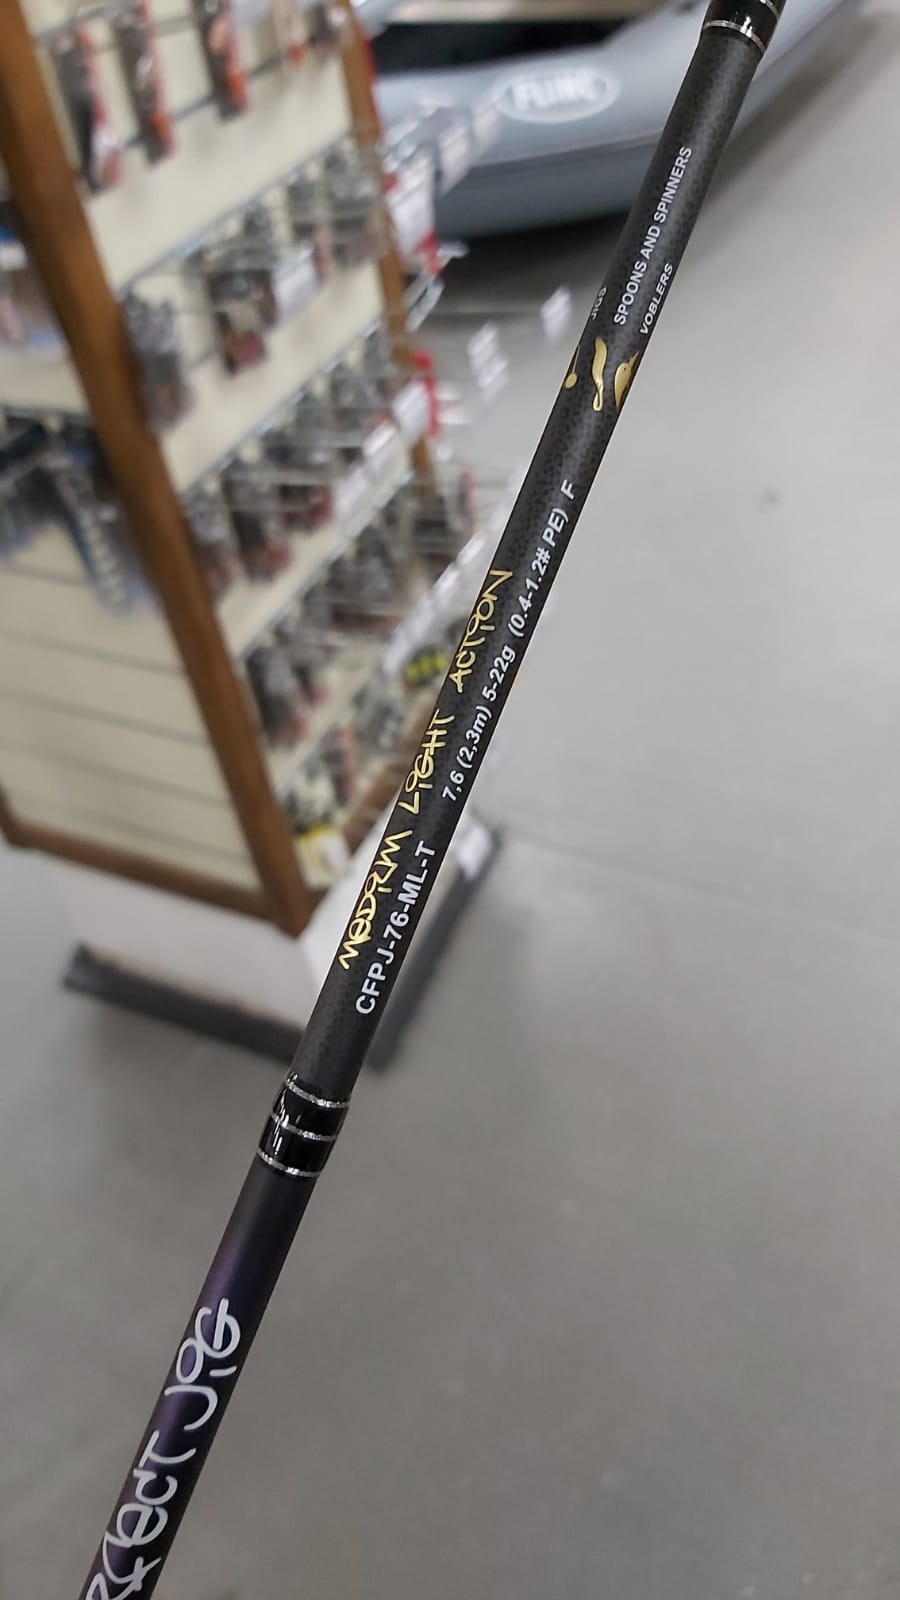 JIGS
SPOONS AND SPINNERS
VOBLERS
MEDIUM LIGHT ACTION
7,6 (2,3m) 5-22g (0.4-1.2# PE) F
CFPJ-76-ML-T
JIG